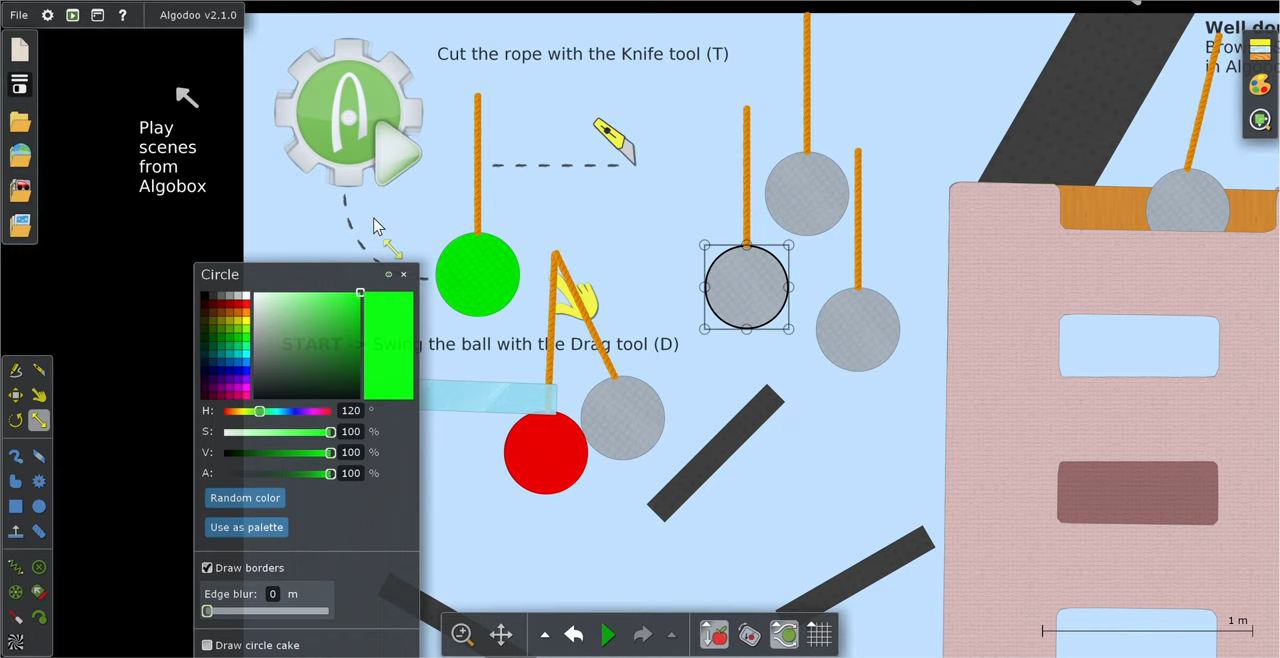 File
?
Algodoo v2.1.0
Play
scenes
from
Algobox
Cut the rope with the Knife tool (T)
START -> Swing the ball with the Drag tool (D)
Circle
H: 120 °
S: 100 %
V: 100 %
A: 100 %
Random color
Use as palette
Draw borders
Edge blur: 0 m
Draw circle cake
1 m